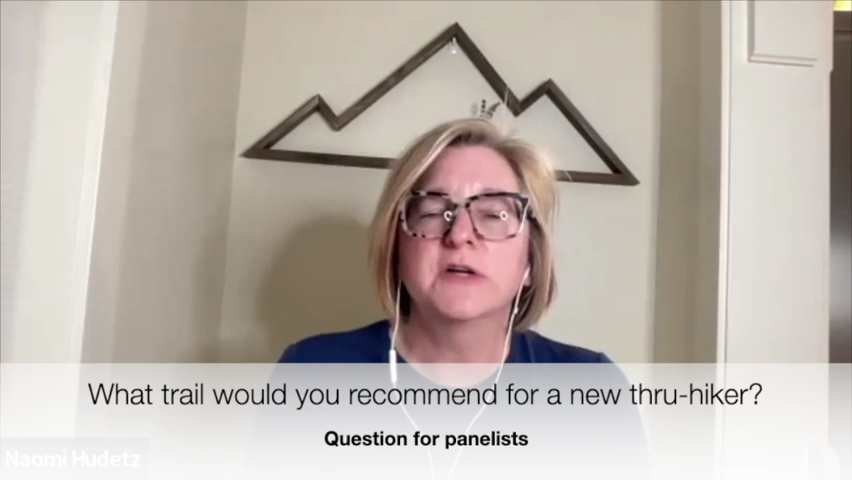 What trail would you recommend for a new thru-hiker?
Question for panelists
Naomi Hudetz